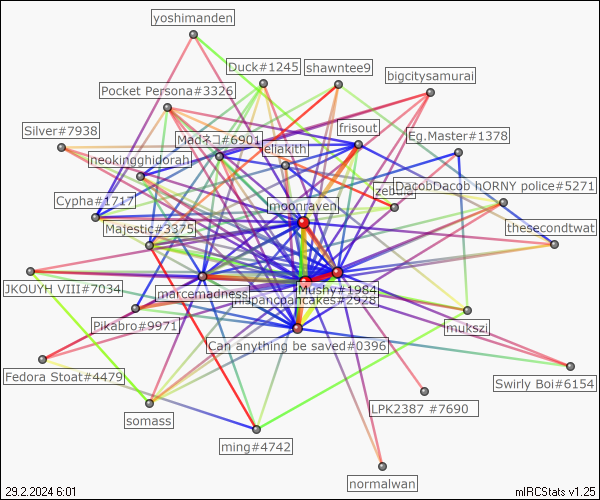 yoshimanden
Duck#1245
shawntee9
bigcitysamurai
Pocket Persona#3326
Silver#7938
Madネコ#6901
frisout
Eg.Master#1378
neokingghidorah
eliakith
Cypha#1717
zebulp
DacobDacob hORNY police#5271
moonraven
Majestic#3375
thesecondtwat
JKOUYH VIII#7034
marcemadness
Mushy#1984
mspancpancakes#2928
Pikabro#9971
mukszi
Can anything be saved#0396
Fedora Stoat#4479
Swirly Boi#6154
somass
LPK2387 #7690
ming#4742
normalwan
29.2.2024 6:01
mIRCStats v1.25